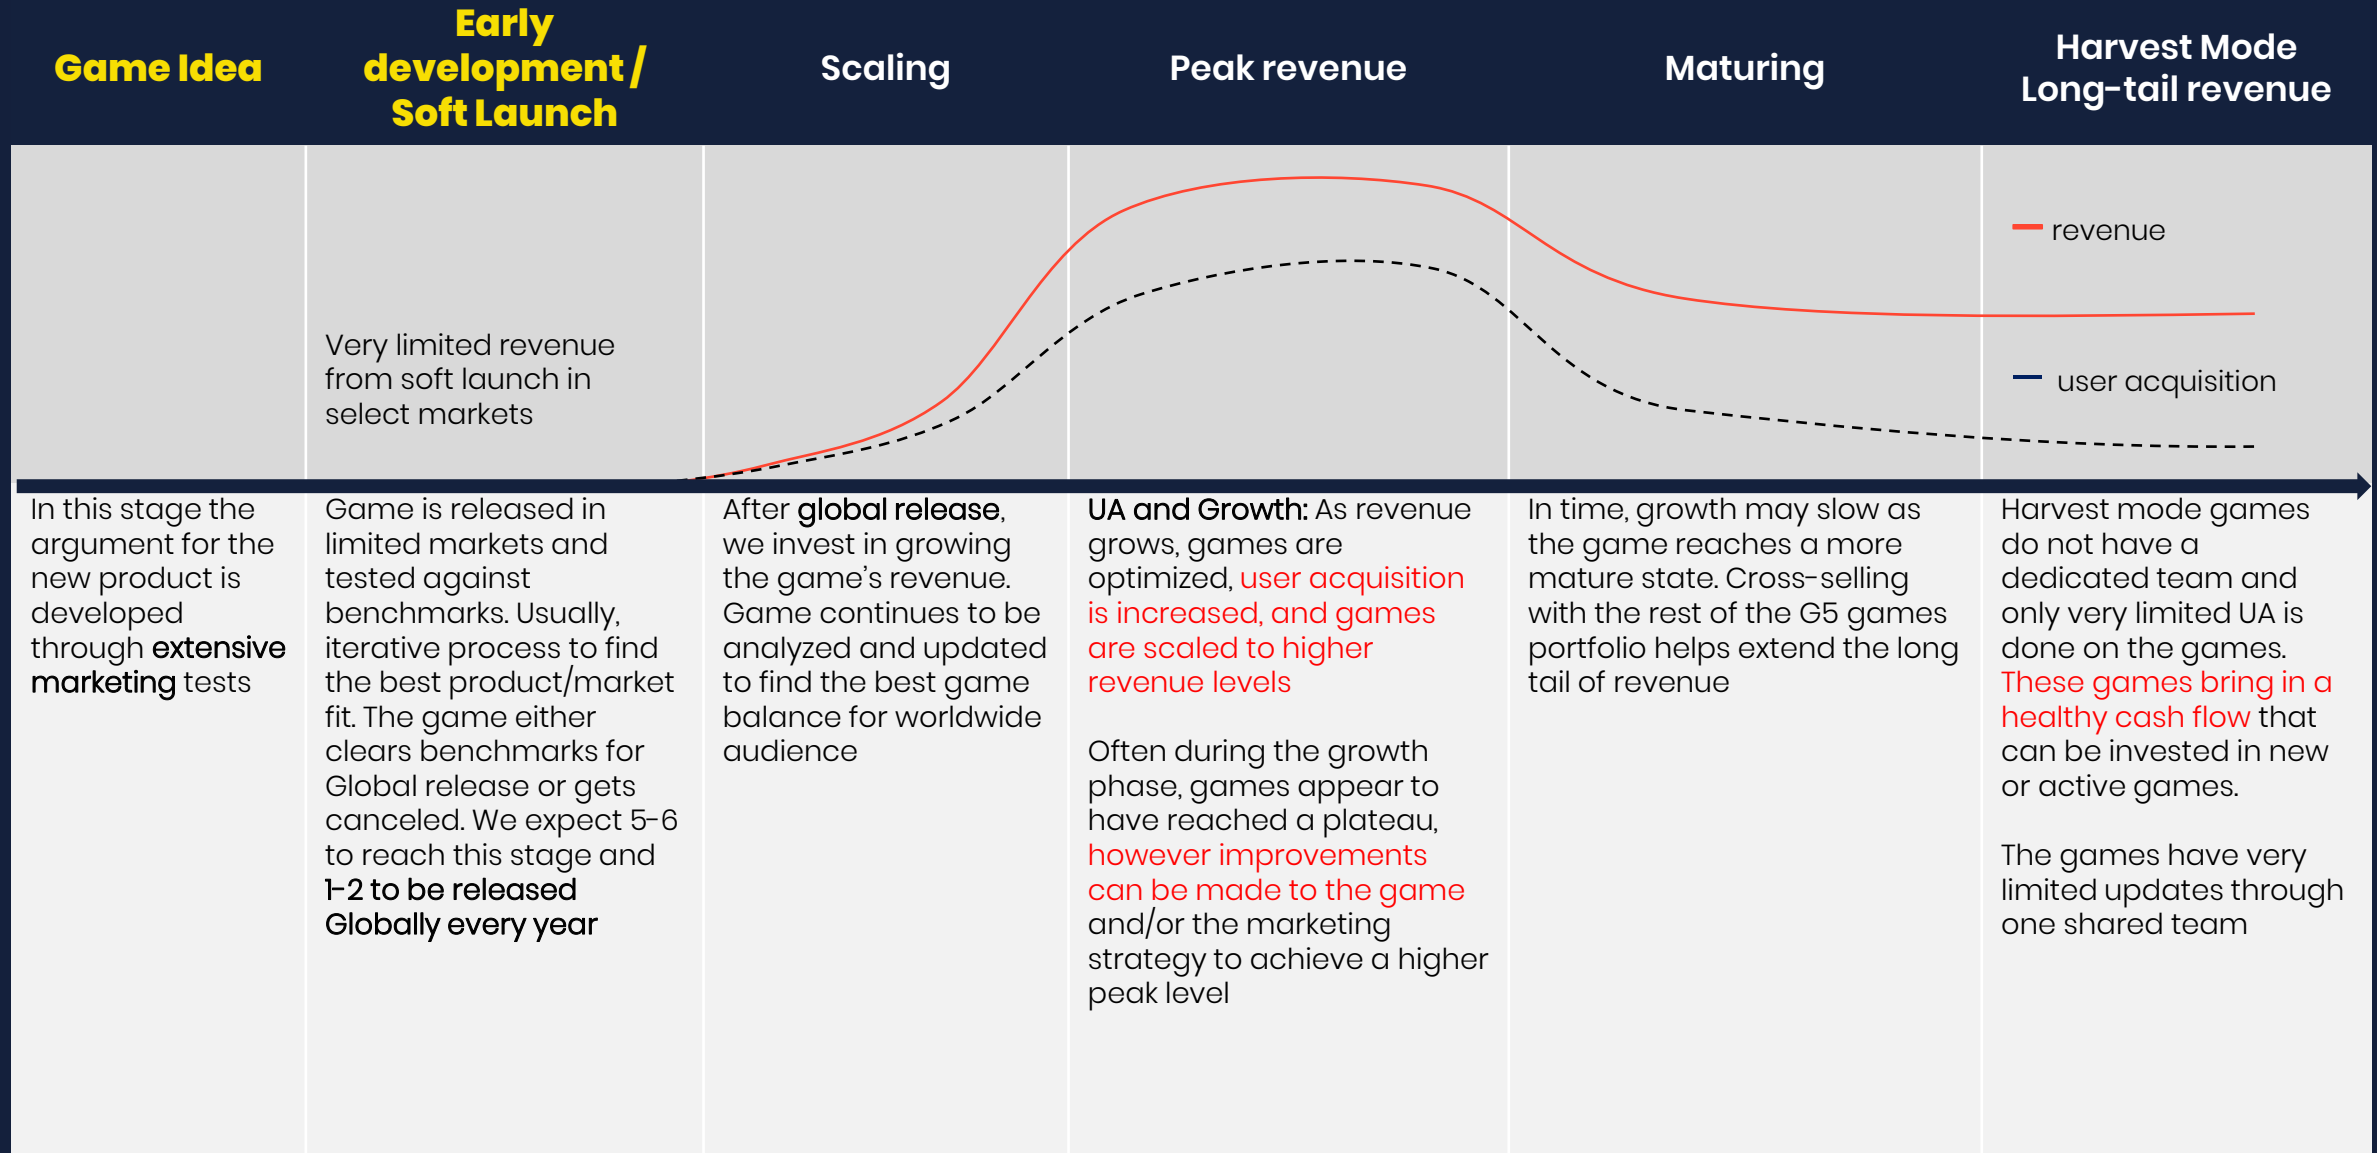 Game Idea
Early
development /
Soft Launch
Scaling
Peak revenue
Maturing
Harvest Mode
Long-tail revenue
Very limited revenue
from soft launch in
select markets
revenue
user acquisition
In this stage the
argument for the
new product is
developed
through extensive
marketing tests
Game is released in
limited markets and
tested against
benchmarks. Usually,
iterative process to find
the best product/market
fit. The game either
clears benchmarks for
Global release or gets
canceled. We expect 5-6
to reach this stage and
1-2 to be released
Globally every year
After global release,
we invest in growing
the game's revenue.
Game continues to be
analyzed and updated
to find the best game
balance for worldwide
audience
UA and Growth: As revenue
grows, games are
optimized, user acquisition
is increased, and games
are scaled to higher
revenue levels
Often during the growth
phase, games appear to
have reached a plateau,
however improvements
can be made to the game
and/or the marketing
strategy to achieve a higher
peak level
In time, growth may slow as
the game reaches a more
mature state. Cross-selling
with the rest of the G5 games
portfolio helps extend the long
tail of revenue
Harvest mode games
do not have a
dedicated team and
only very limited UA is
done on the games.
These games bring in a
healthy cash flow that
can be invested in new
or active games.
The games have very
limited updates through
one shared team